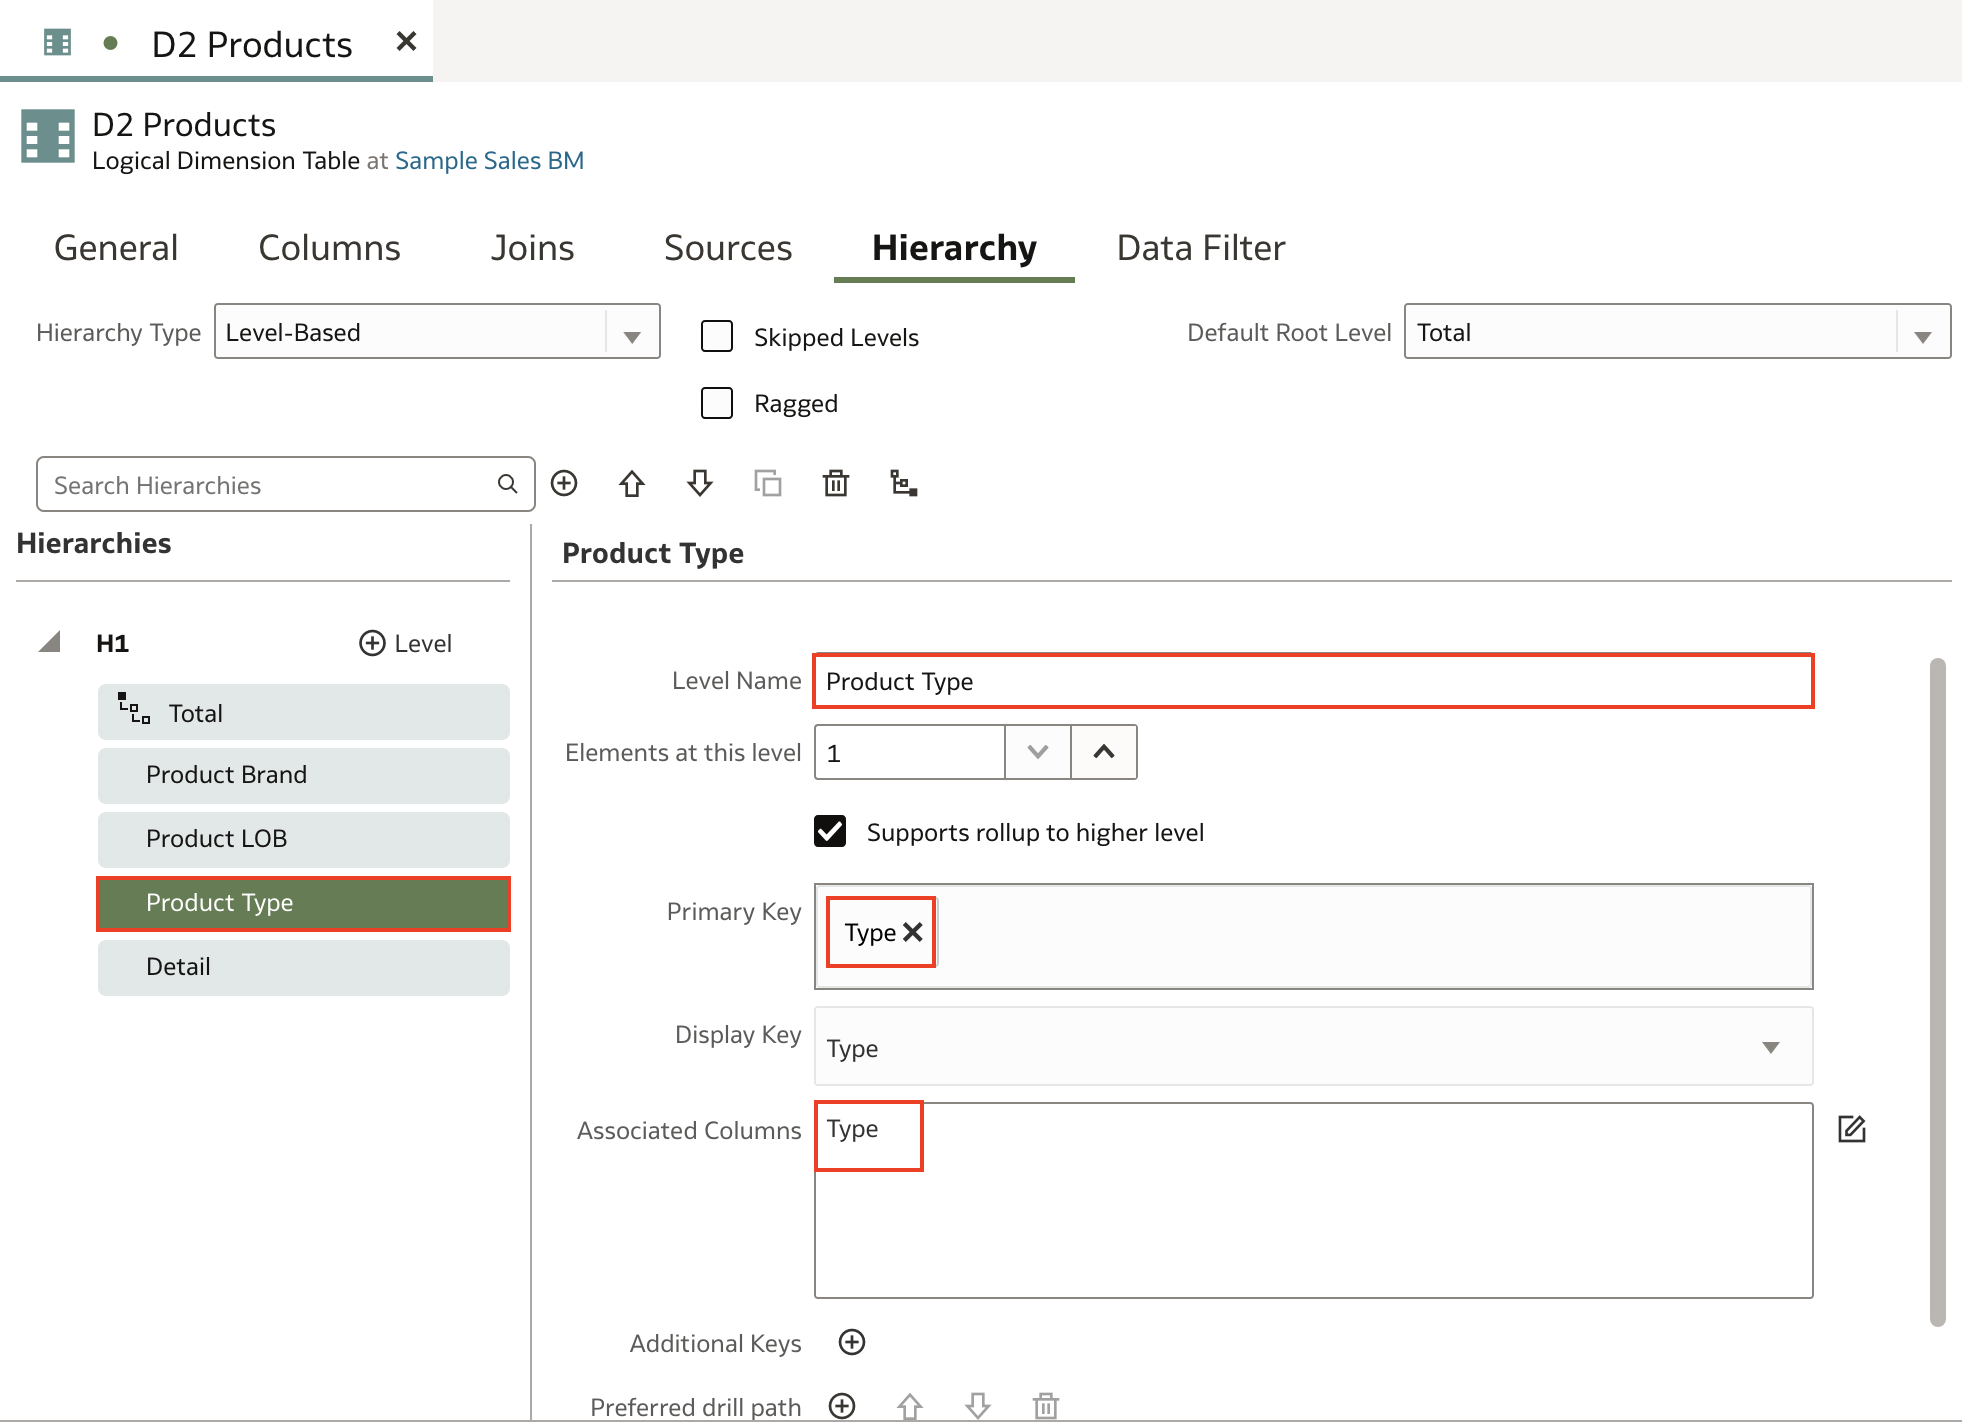 D2 Products
D2 Products
Logical Dimension Table at Sample Sales BM
General Columns Joins Sources Hierarchy Data Filter
Hierarchy Type Level-Based Skipped Levels Default Root Level Total
Ragged
Search Hierarchies
Hierarchies
H1 Level
Total
Product Brand
Product LOB
Product Type
Detail
Product Type
Level Name Product Type
Elements at this level 1
Supports rollup to higher level
Primary Key Type
Display Key Type
Associated Columns Type
Additional Keys
Preferred drill path